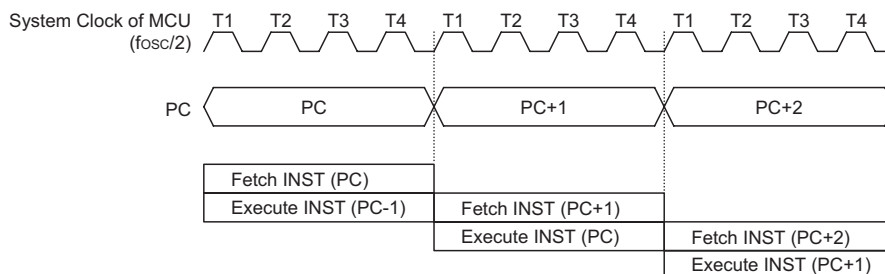 System Clock of MCU T1 T2 T3 T4 T1 T2 T3 T4 T1 T2 T3 T4
(fosc/2)
PC PC PC+1 PC+2
Fetch INST (PC)
Execute INST (PC-1) Fetch INST (PC+1)
Execute INST (PC) Fetch INST (PC+2)
Execute INST (PC+1)